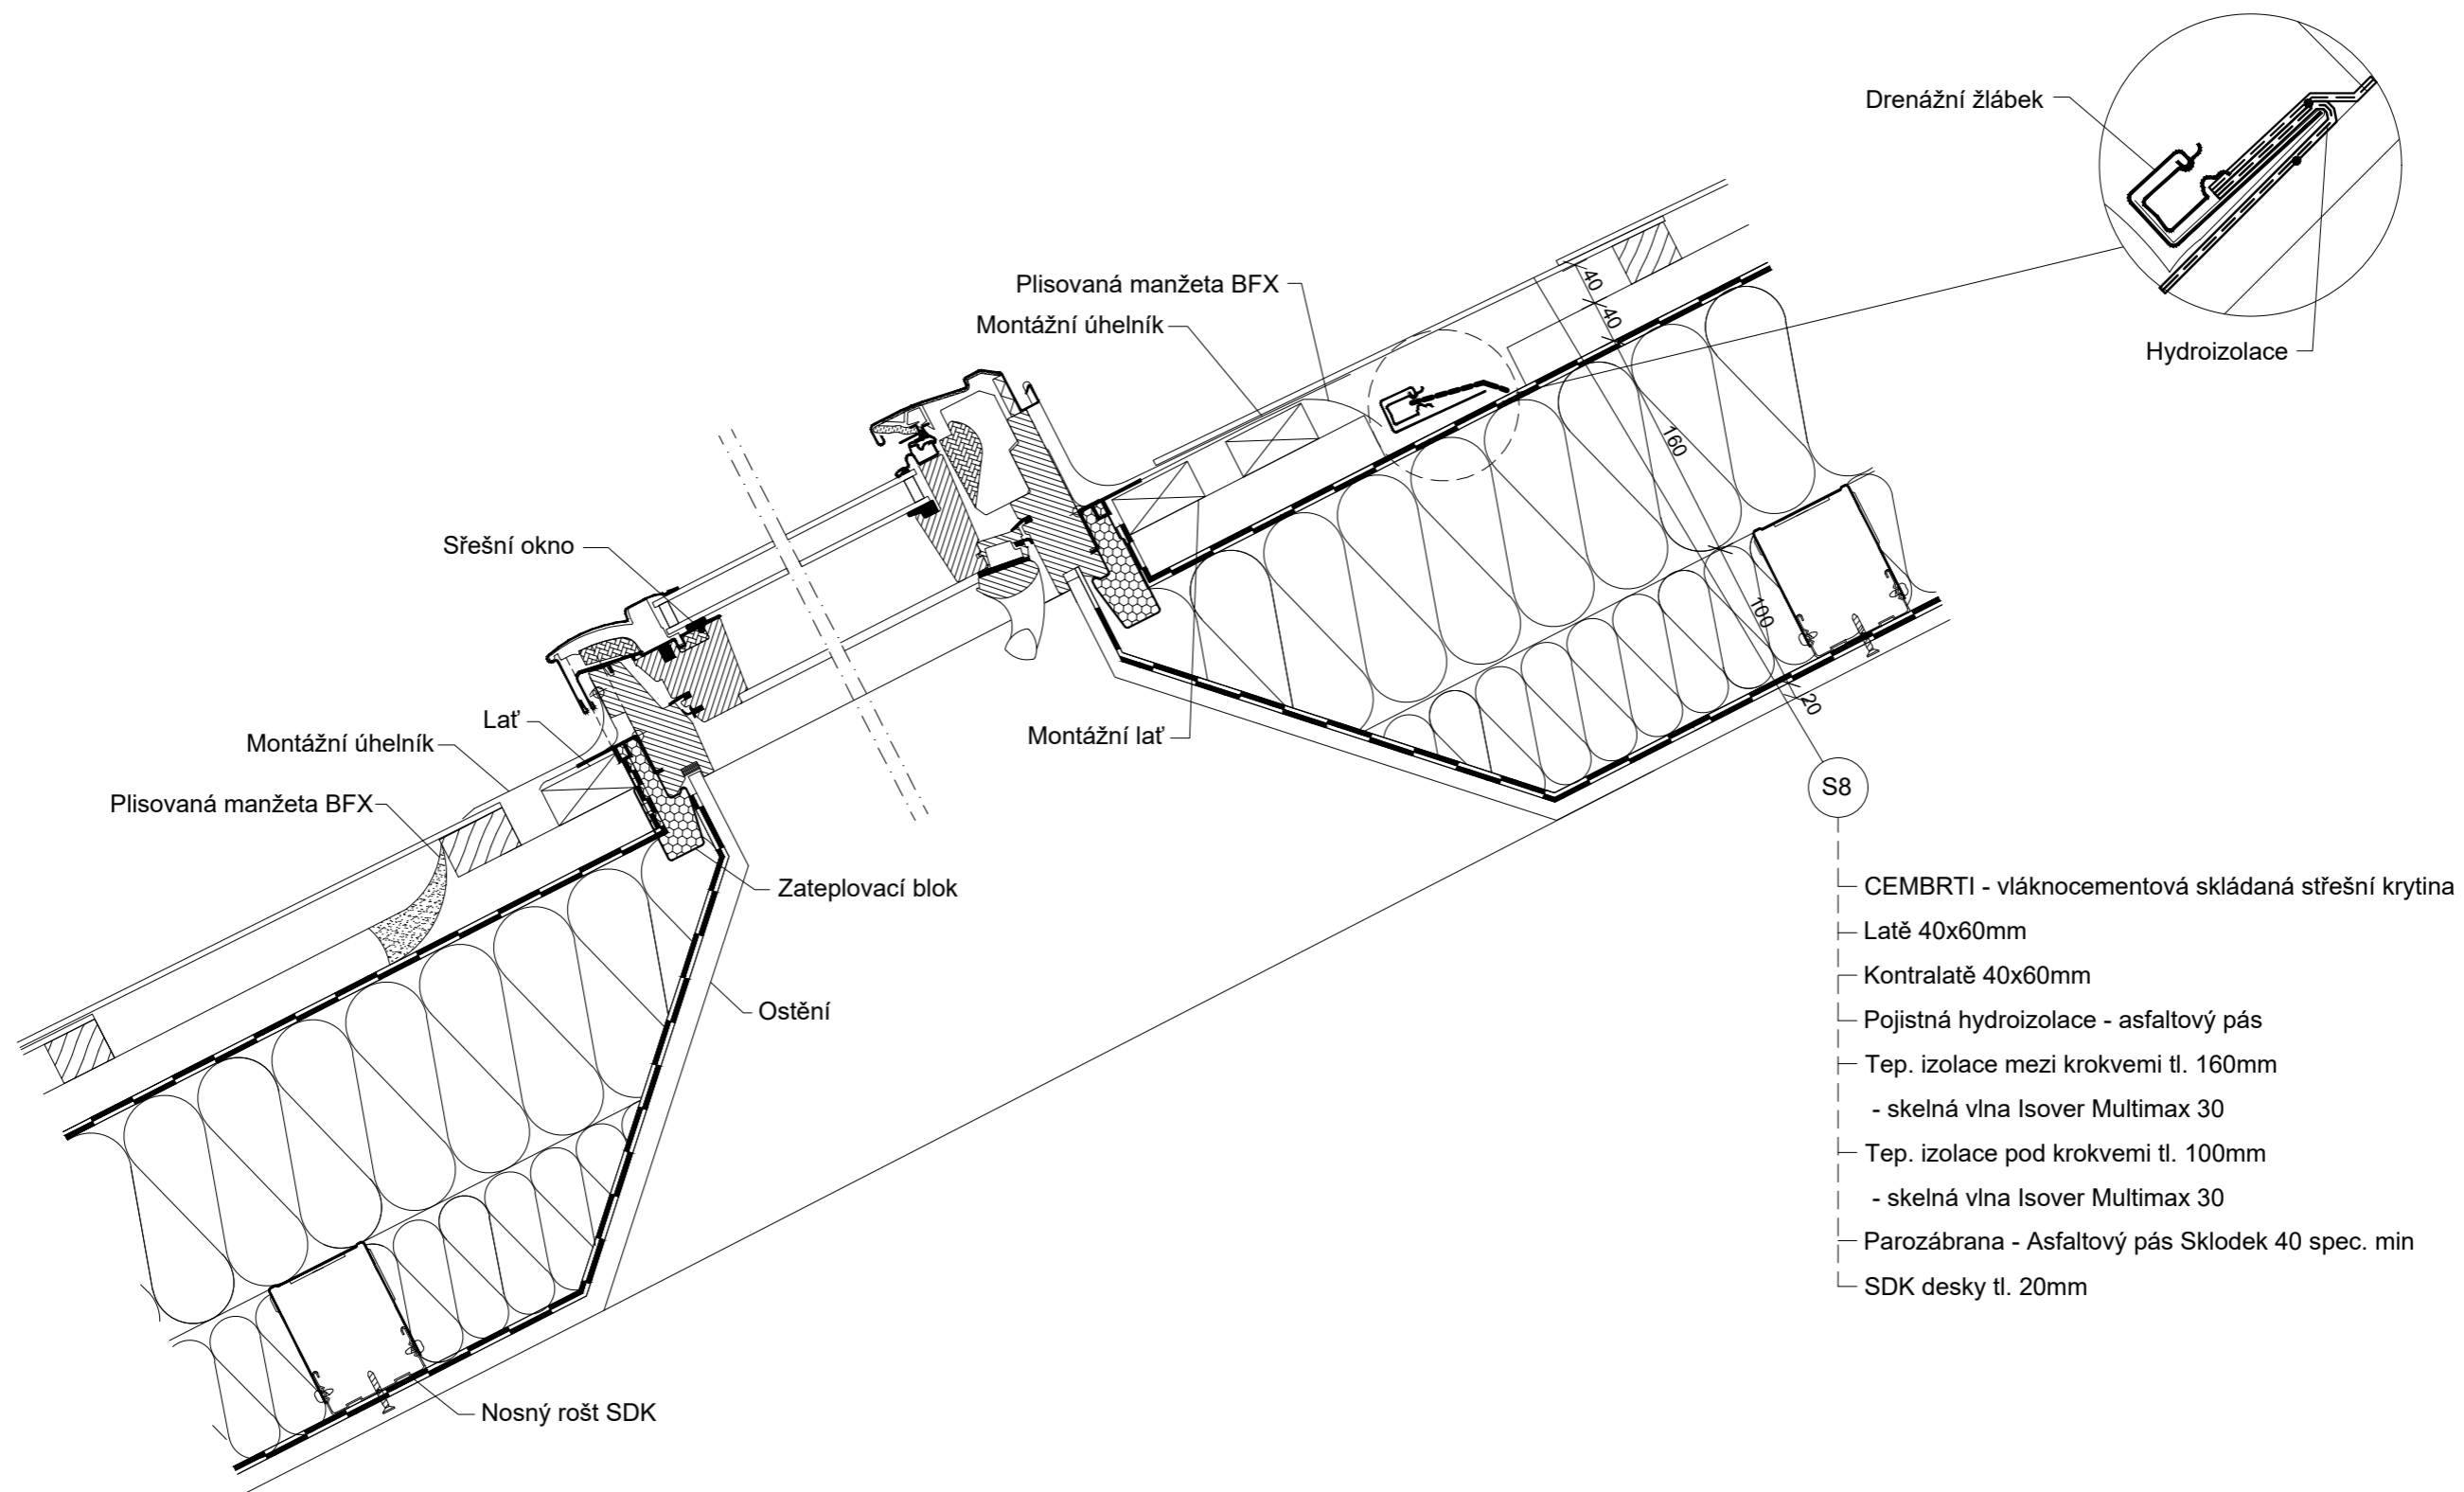 Drenážní žlábek
Hydroizolace
Plisovaná manžeta BFX
Montážní úhelník
40
40
160
100
20
Sřešní okno
Lať
Montážní úhelník
Plisovaná manžeta BFX
Montážní lať
Zateplovací blok
Ostění
Nosný rošt SDK
S8
CEMBRTI - vláknocementová skládaná střešní krytina
Latě 40x60mm
Kontralatě 40x60mm
Pojistná hydroizolace - asfaltový pás
Tep. izolace mezi krokvemi tl. 160mm
- skelná vlna Isover Multimax 30
Tep. izolace pod krokvemi tl. 100mm
- skelná vlna Isover Multimax 30
Parozábrana - Asfaltový pás Sklodek 40 spec. min
SDK desky tl. 20mm